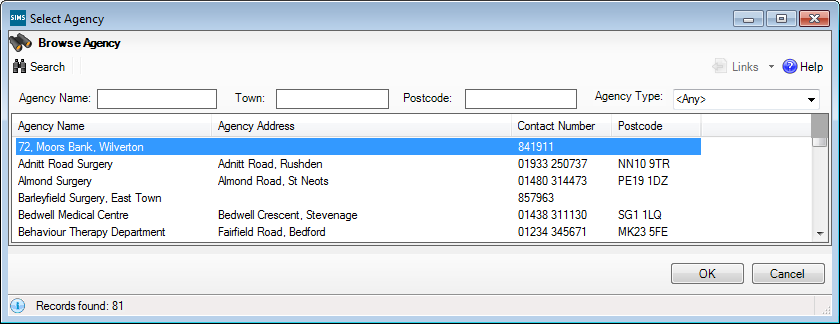 SIMS Select Agency
Browse Agency
Search Links Help
Agency Name: Town: Postcode: Agency Type: <Any>
Agency Name Agency Address Contact Number Postcode
72, Moors Bank, Wilverton 841911
Adnitt Road Surgery Adnitt Road, Rushden 01933 250737 NN10 9TR
Almond Surgery Almond Road, St Neots 01480 314473 PE19 1DZ
Barleyfield Surgery, East Town 857963
Bedwell Medical Centre Bedwell Crescent, Stevenage 01438 311130 SG1 1LQ
Behaviour Therapy Department Fairfield Road, Bedford 01234 345671 MK23 5FE
OK Cancel
Records found: 81